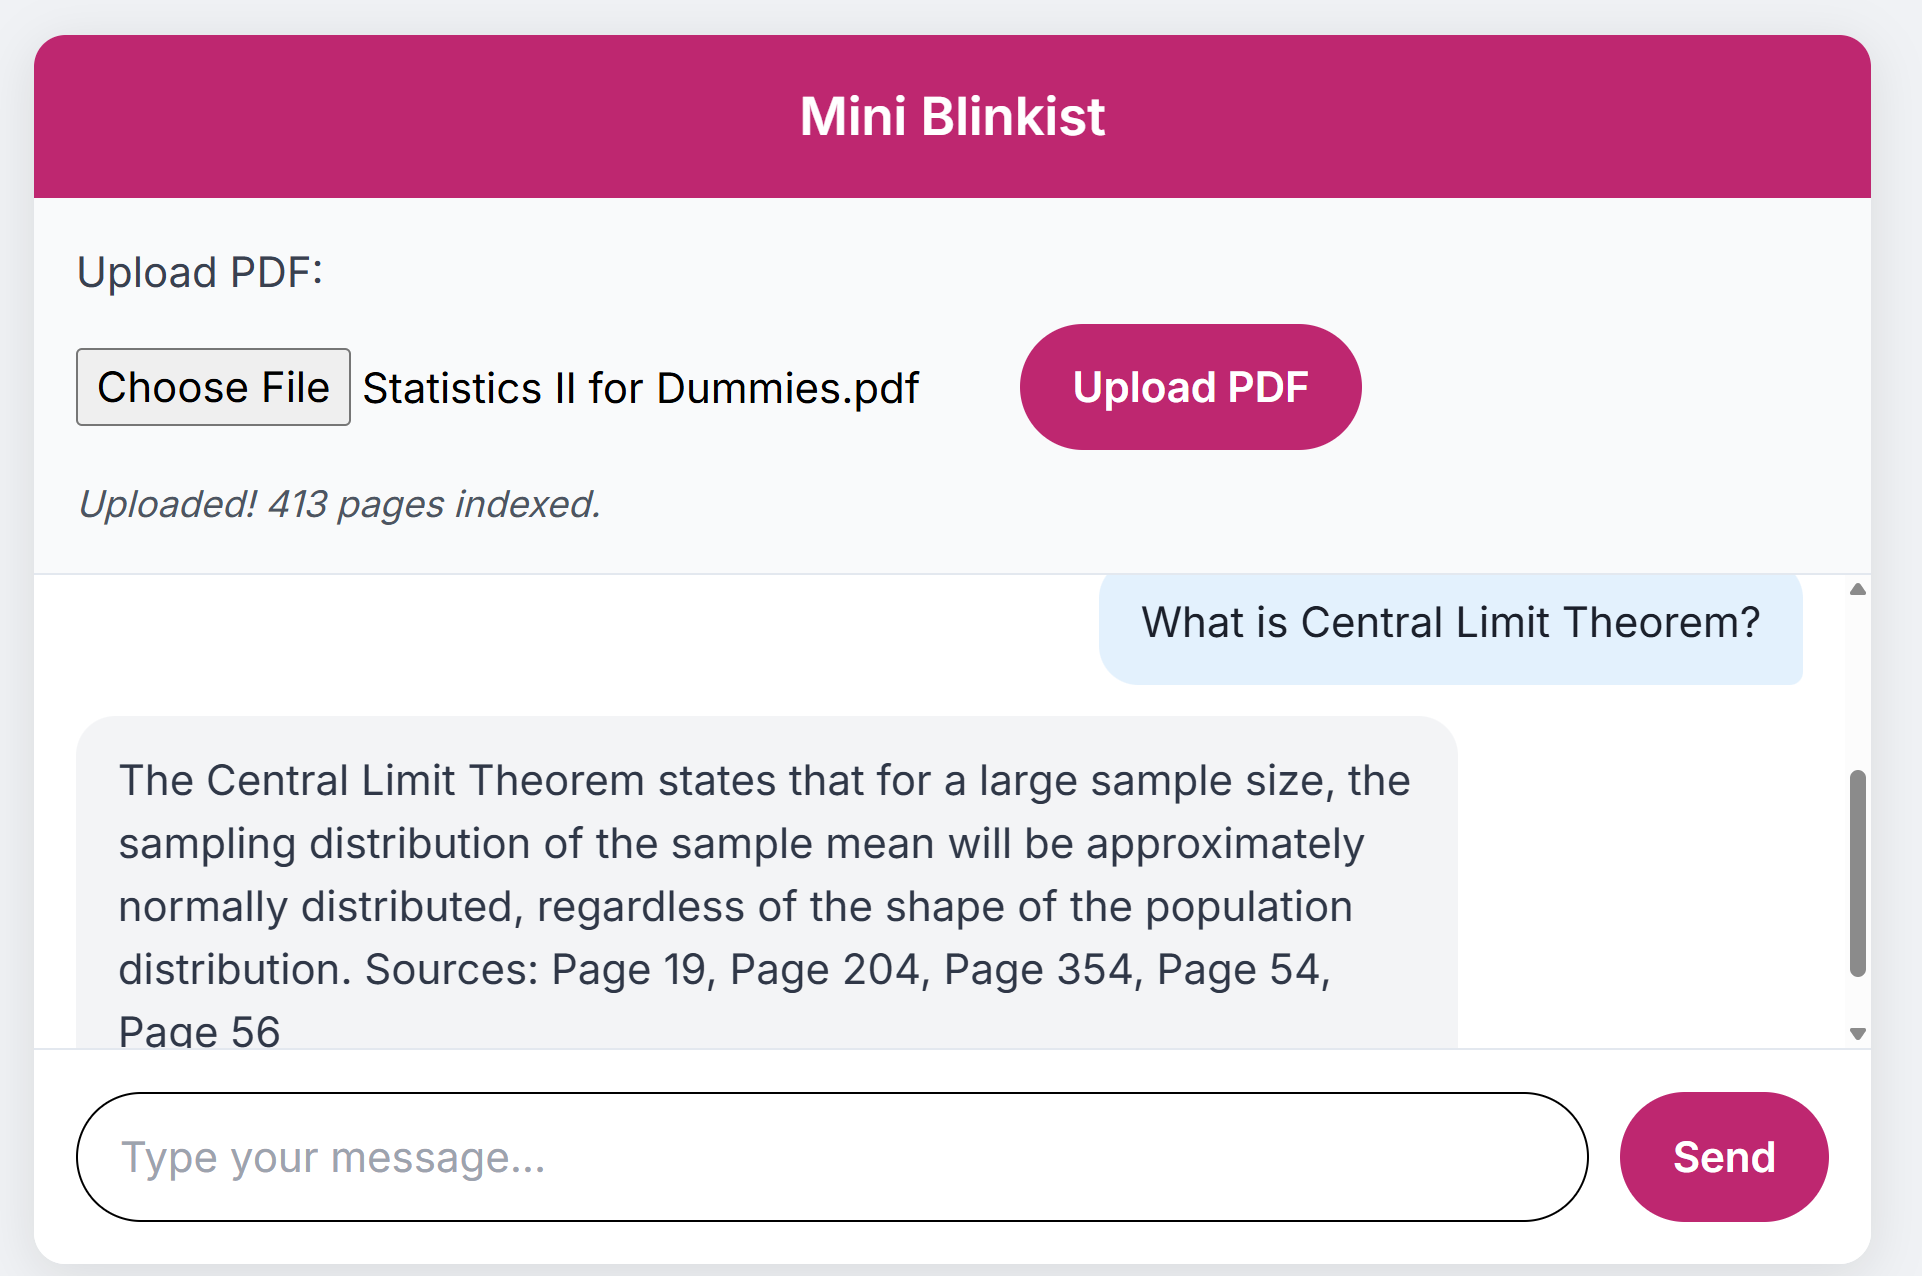 Mini Blinkist
Upload PDF:
Choose File Statistics II for Dummies.pdf
Upload PDF
Uploaded! 413 pages indexed.
What is Central Limit Theorem?
The Central Limit Theorem states that for a large sample size, the
sampling distribution of the sample mean will be approximately
normally distributed, regardless of the shape of the population
distribution. Sources: Page 19, Page 204, Page 354, Page 54,
Page 56
Type your message...
Send